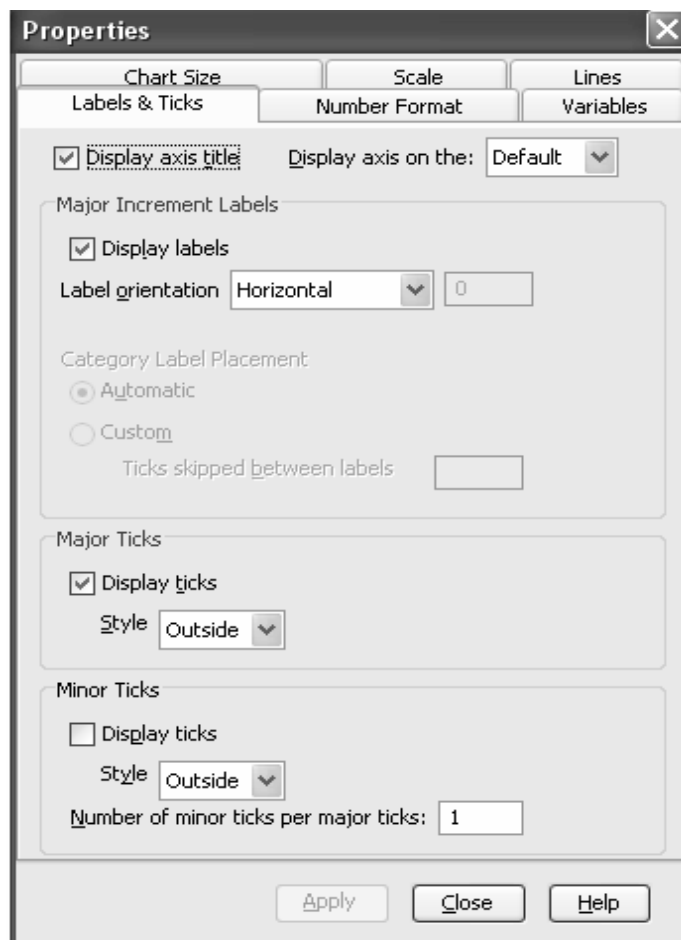 Properties
Chart Size Scale Lines
Labels & Ticks Number Format Variables
Display axis title Display axis on the: Default
Major Increment Labels
Display labels
Label orientation Horizontal 0
Category Label Placement
Automatic
Custom
Ticks skipped between labels
Major Ticks
Display ticks
Style Outside
Minor Ticks
Display ticks
Style Outside
Number of minor ticks per major ticks: 1
Apply Close Help